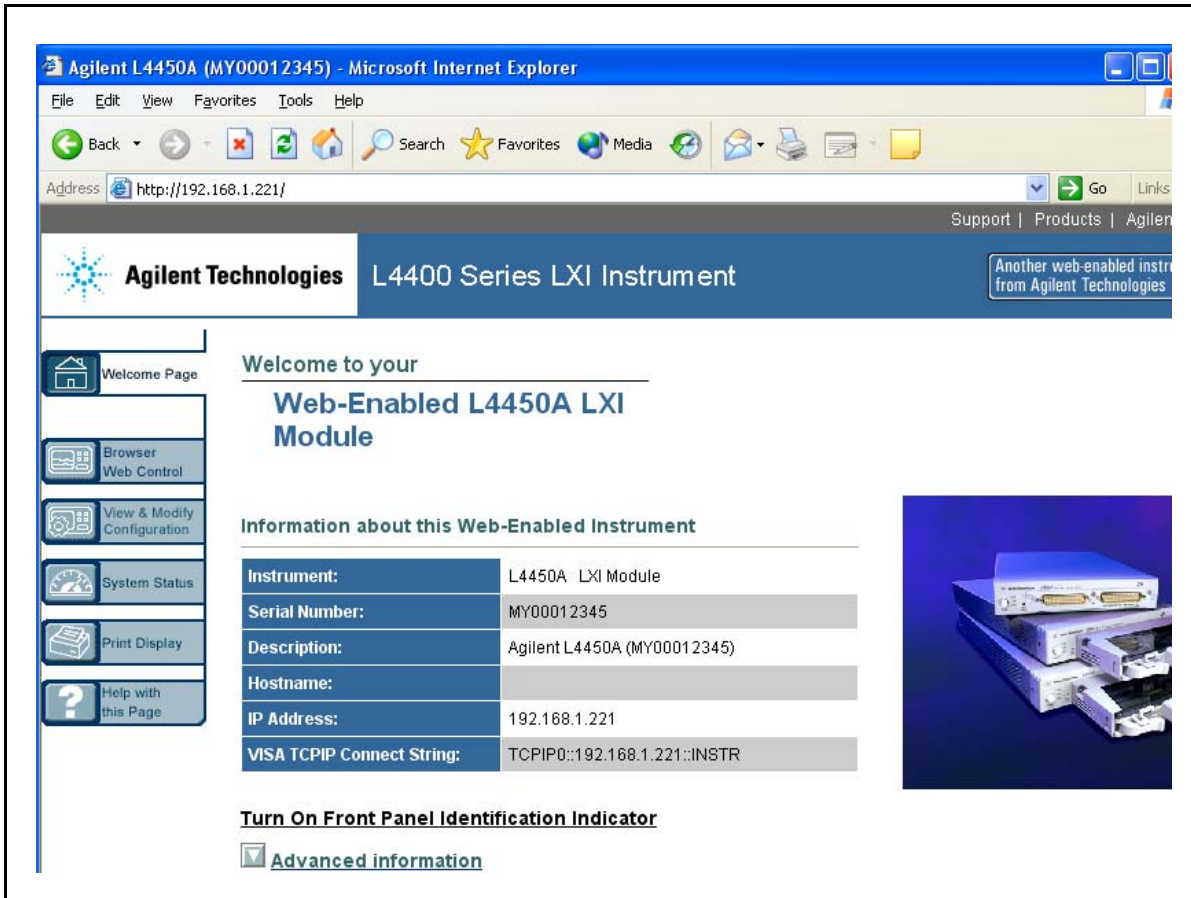 Agilent L4450A (MY00012345) - Microsoft Internet Explorer
File Edit View Favorites Tools Help
Back Search Favorites Media
Address http://192.168.1.221/ Go Links
Support | Products | Agilen
Agilent Technologies L4400 Series LXI Instrument
Another web-enabled instr
from Agilent Technologies
Welcome Page
Browser
Web Control
View & Modify
Configuration
System Status
Print Display
Help with
this Page
Welcome to your
Web-Enabled L4450A LXI
Module
Information about this Web-Enabled Instrument
Instrument: L4450A LXI Module
Serial Number: MY00012345
Description: Agilent L4450A (MY00012345)
Hostname:
IP Address: 192.168.1.221
VISA TCPIP Connect String: TCPIP0::192.168.1.221::INSTR
Turn On Front Panel Identification Indicator
Advanced information